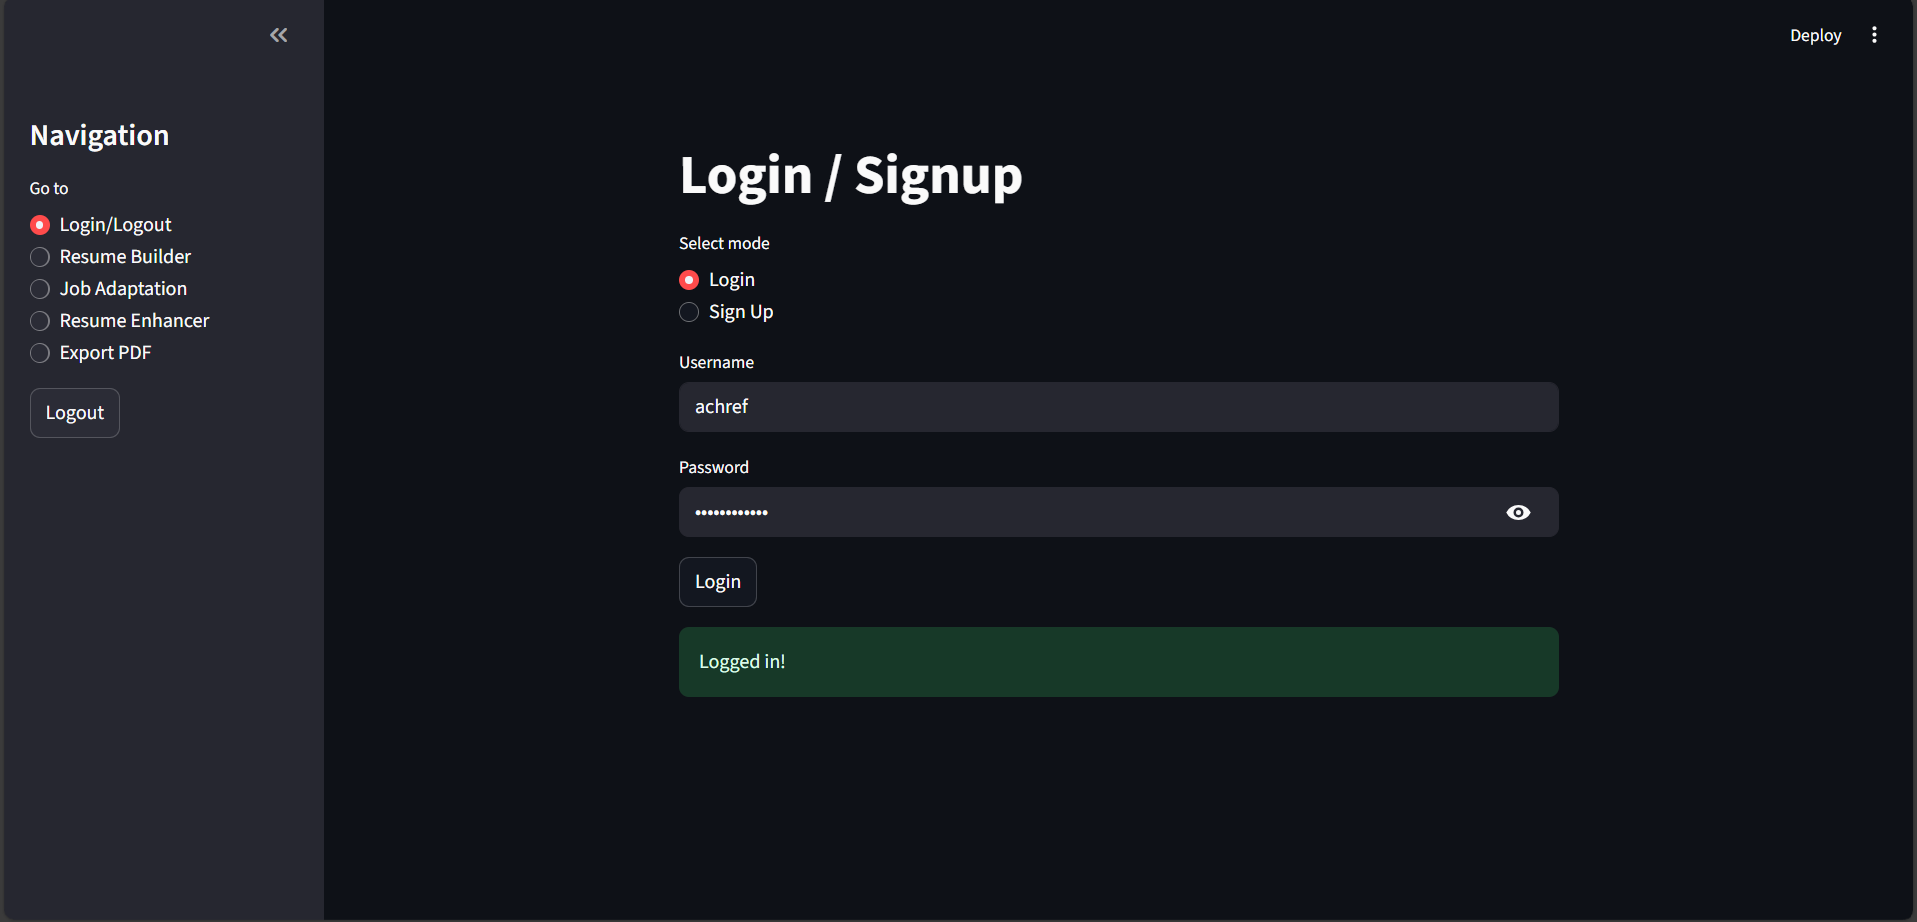 Deploy
Navigation
Go to
Login/Logout
Resume Builder
Job Adaptation
Resume Enhancer
Export PDF
Logout
Login / Signup
Select mode
Login
Sign Up
Username
achref
Password
••••••••••••
Login
Logged in!